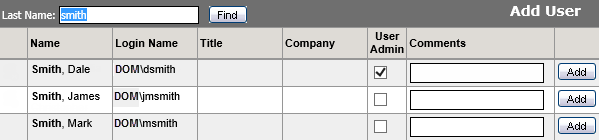 Last Name: smith Find Add User
Name Login Name Title Company User Admin Comments
Smith, Dale DOM\dsmith Add
Smith, James DOM\jmsmith Add
Smith, Mark DOM\msmith Add